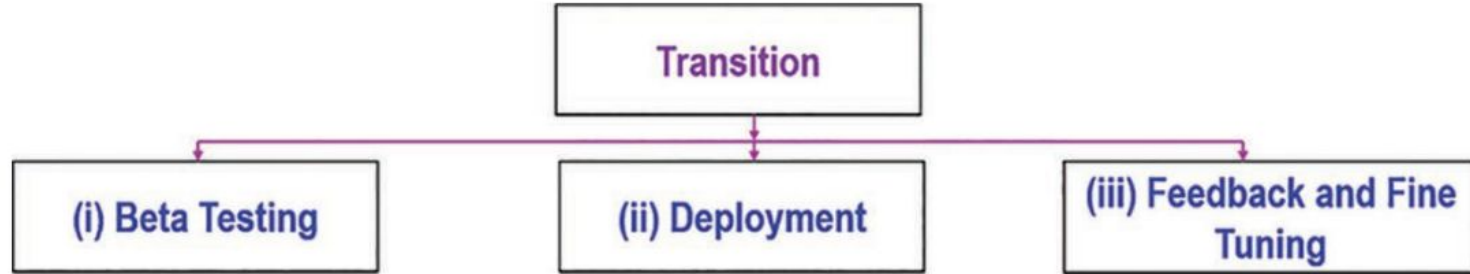 Transition
(i) Beta Testing
(ii) Deployment
(iii) Feedback and Fine
Tuning